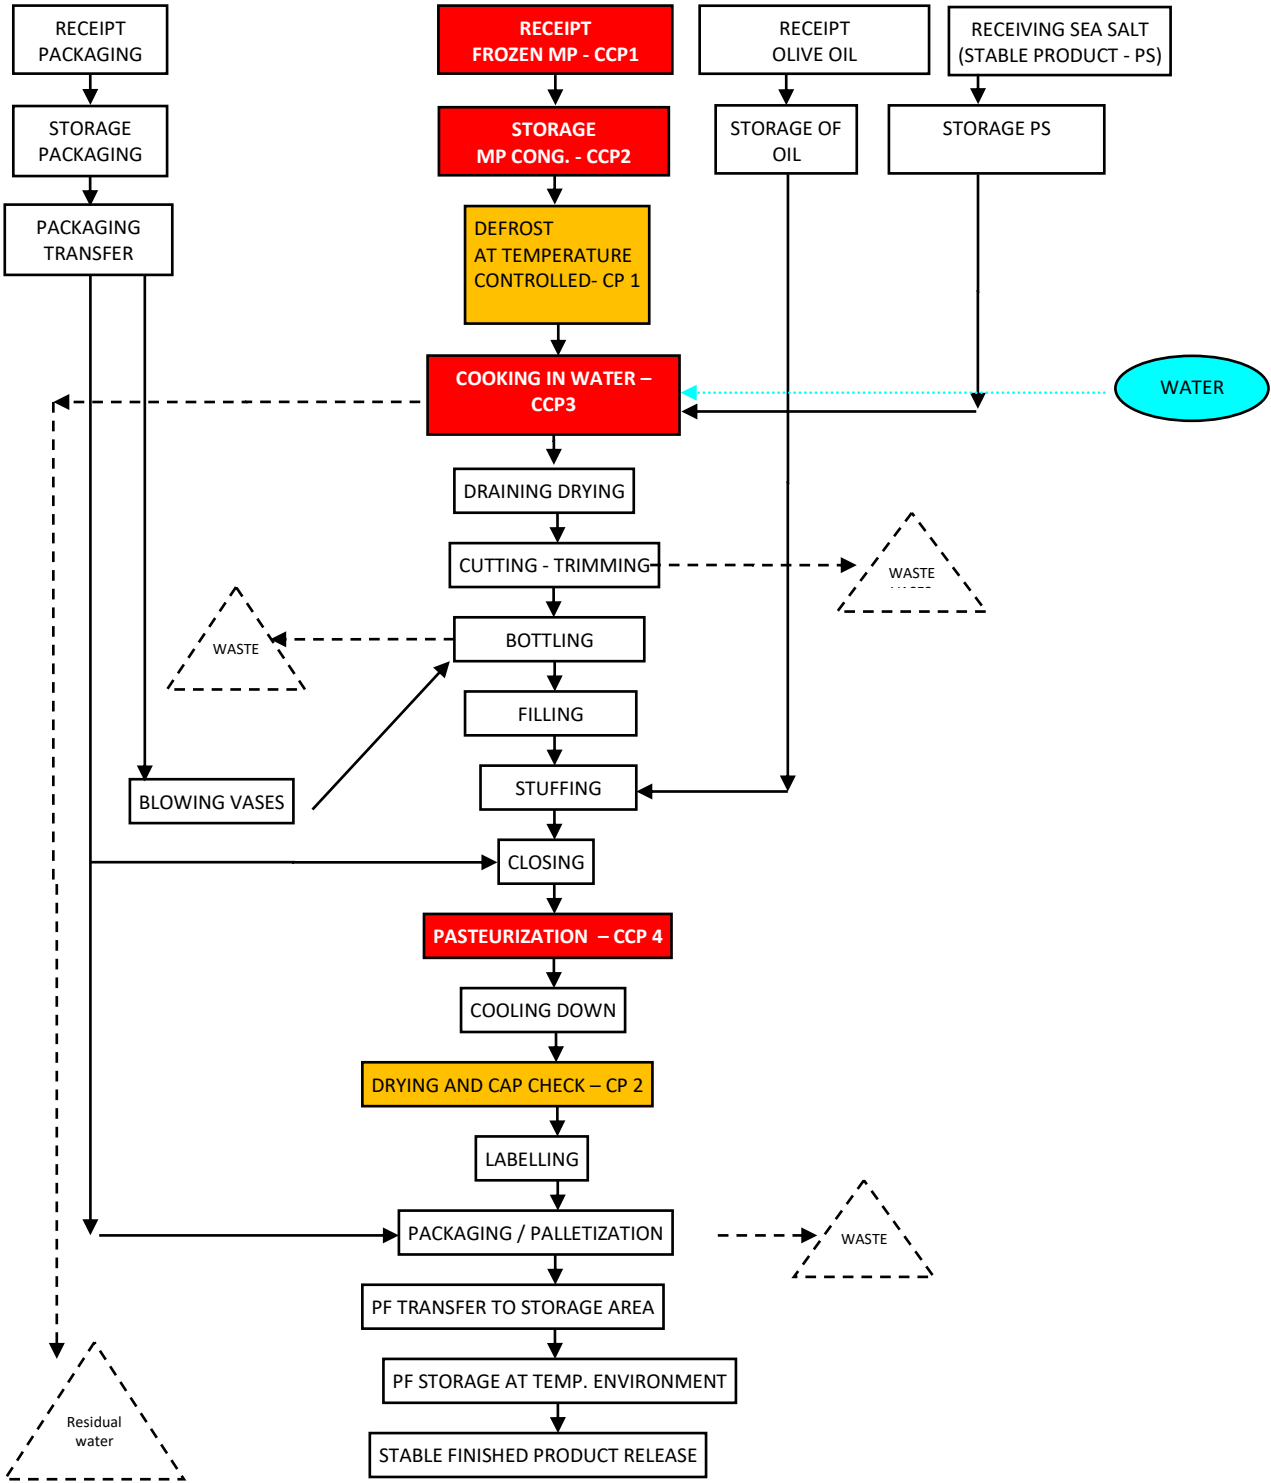 RECEIPT
PACKAGING
RECEIPT
FROZEN MP - CCP1
RECEIPT
OLIVE OIL
RECEIVING SEA SALT
(STABLE PRODUCT - PS)
STORAGE
PACKAGING
STORAGE
MP CONG. - CCP2
STORAGE OF
OIL
STORAGE PS
PACKAGING
TRANSFER
DEFROST
AT TEMPERATURE
CONTROLLED- CP 1
COOKING IN WATER –
CCP3
WATER
DRAINING DRYING
CUTTING - TRIMMING
WASTE
BOTTLING
WASTE
FILLING
STUFFING
BLOWING VASES
CLOSING
PASTEURIZATION – CCP 4
COOLING DOWN
DRYING AND CAP CHECK – CP 2
LABELLING
PACKAGING / PALLETIZATION
WASTE
PF TRANSFER TO STORAGE AREA
PF STORAGE AT TEMP. ENVIRONMENT
Residual
water
STABLE FINISHED PRODUCT RELEASE